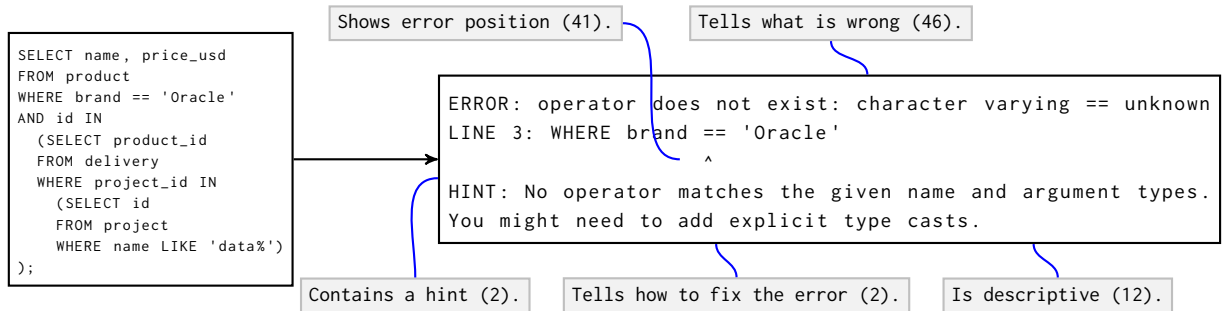 Shows error position (41).
Tells what is wrong (46).
SELECT name, price_usd
FROM product
WHERE brand == 'Oracle'
AND id IN
(SELECT product_id
FROM delivery
WHERE project_id IN
(SELECT id
FROM project
WHERE name LIKE 'data%')
);
ERROR: operator does not exist: character varying == unknown
LINE 3: WHERE brand == 'Oracle'
^
HINT: No operator matches the given name and argument types.
You might need to add explicit type casts.
Contains a hint (2).
Tells how to fix the error (2).
Is descriptive (12).